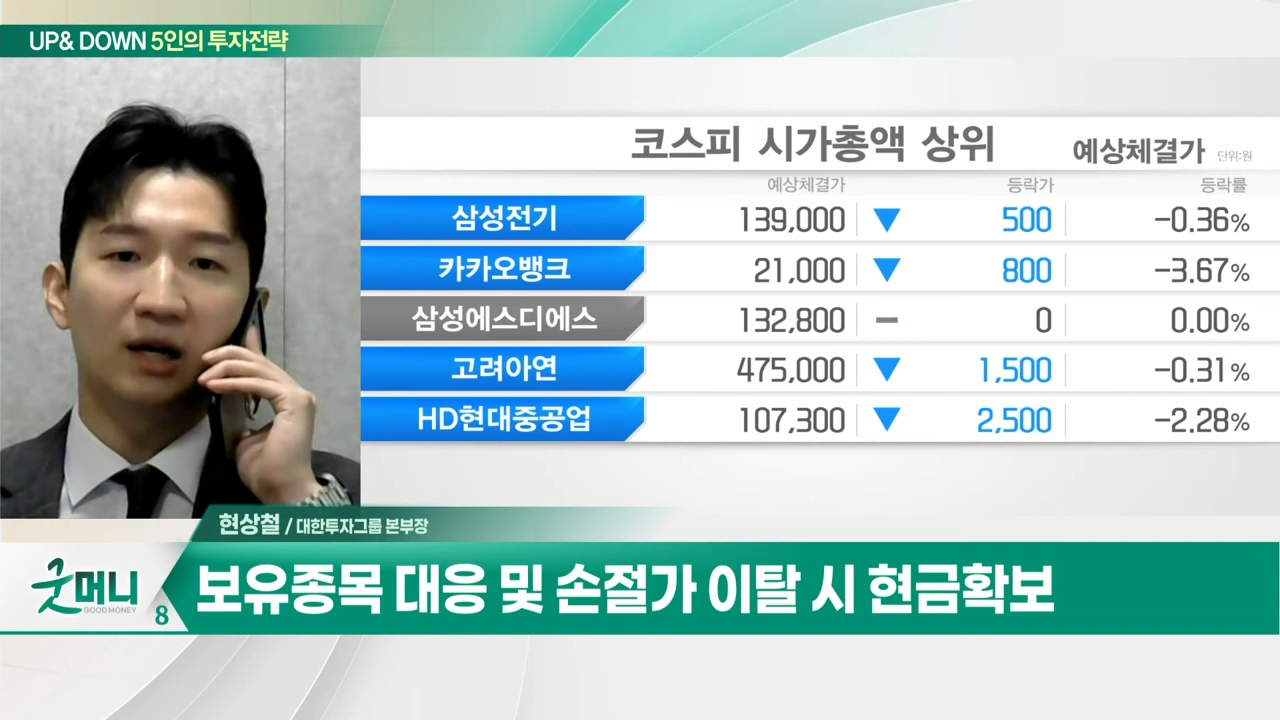 UP& DOWN 5인의 투자전략
코스피 시가총액 상위 예상체결가 단위:원
예상체결가 등락가 등락률
삼성전기 139,000 ▼ 500 -0.36%
카카오뱅크 21,000 ▼ 800 -3.67%
삼성에스디에스 132,800 - 0 0.00%
고려아연 475,000 ▼ 1,500 -0.31%
HD현대중공업 107,300 ▼ 2,500 -2.28%
현상철 / 대한투자그룹 본부장
굿머니
GOOD MONEY
8
보유종목 대응 및 손절가 이탈 시 현금확보